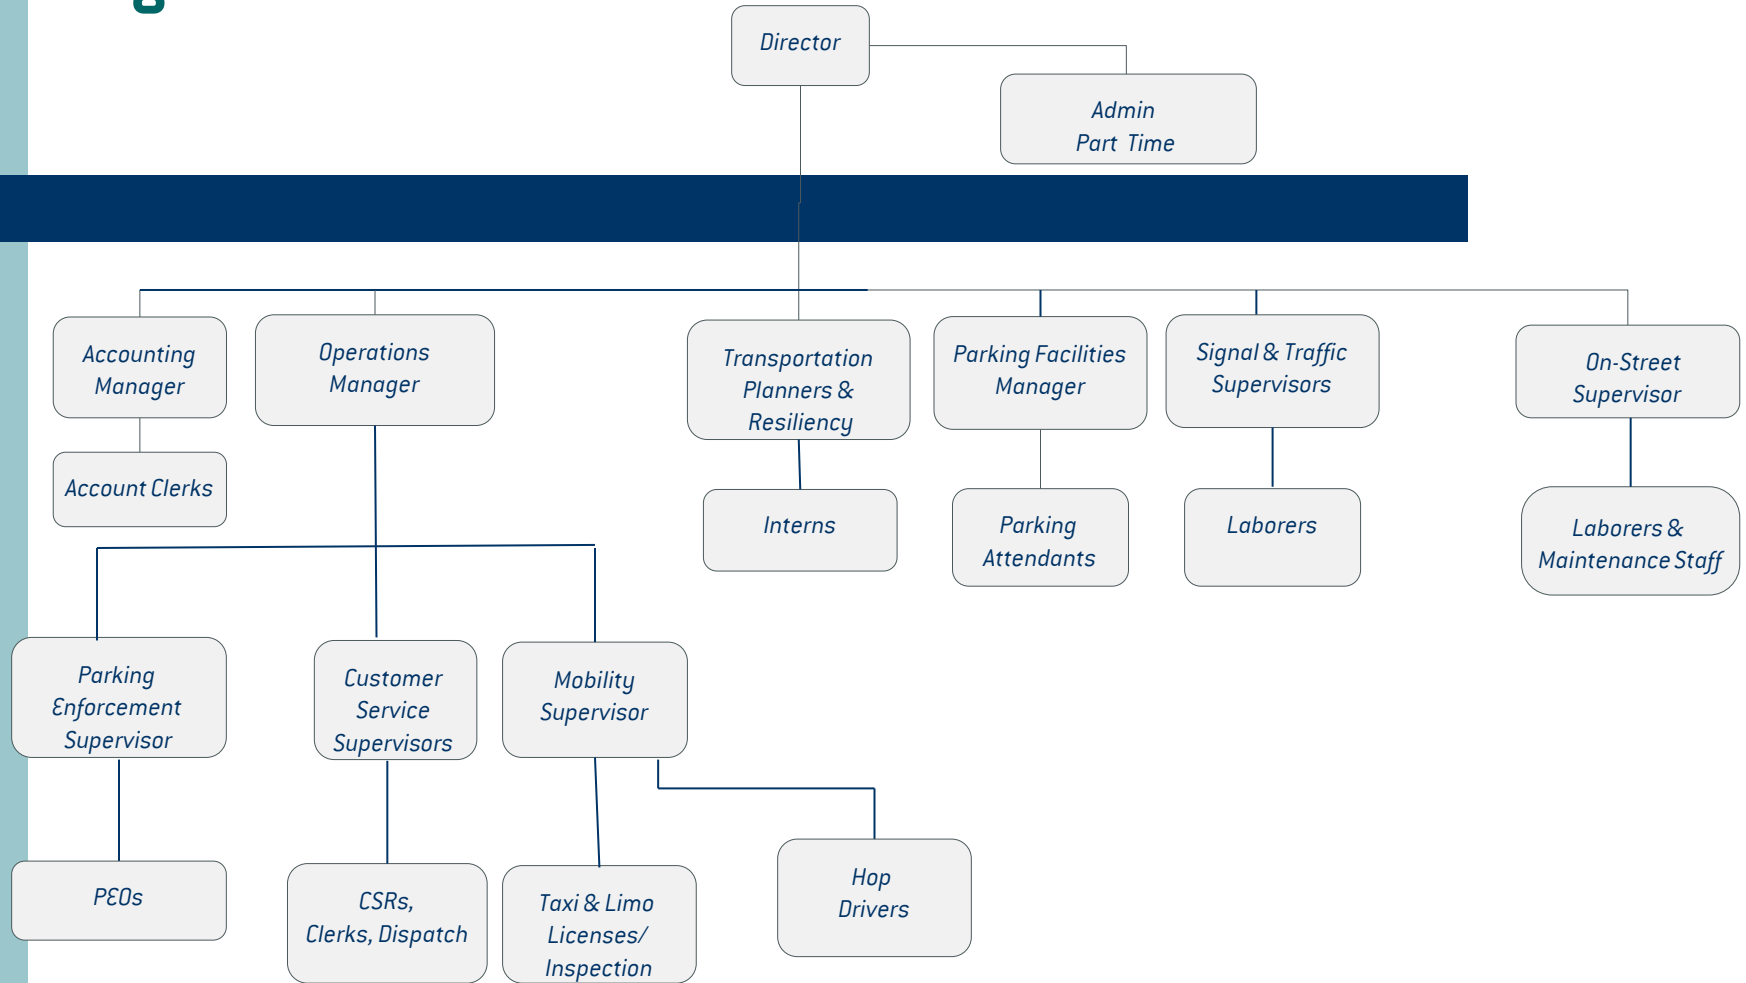 Director
Admin
Part Time
Accounting
Manager
Operations
Manager
Transportation
Planners &
Resiliency
Parking Facilities
Manager
Signal & Traffic
Supervisors
On-Street
Supervisor
Account Clerks
Interns
Parking
Attendants
Laborers
Laborers &
Maintenance Staff
Parking
Enforcement
Supervisor
Customer
Service
Supervisors
Mobility
Supervisor
PEOs
CSRs,
Clerks, Dispatch
Taxi & Limo
Licenses/
Inspection
Hop
Drivers